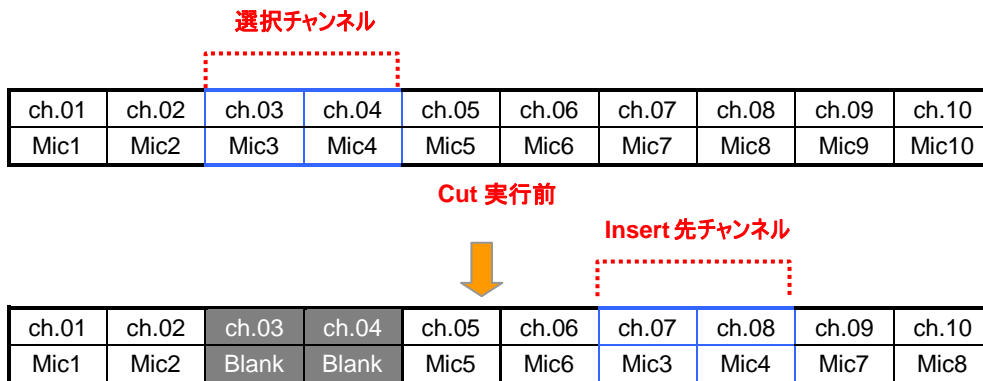 選択チャンネル
ch.01 ch.02 ch.03 ch.04 ch.05 ch.06 ch.07 ch.08 ch.09 ch.10
Mic1 Mic2 Mic3 Mic4 Mic5 Mic6 Mic7 Mic8 Mic9 Mic10
Cut 実行前
Insert 先チャンネル
ch.01 ch.02 ch.03 ch.04 ch.05 ch.06 ch.07 ch.08 ch.09 ch.10
Mic1 Mic2 Blank Blank Mic5 Mic6 Mic3 Mic4 Mic7 Mic8